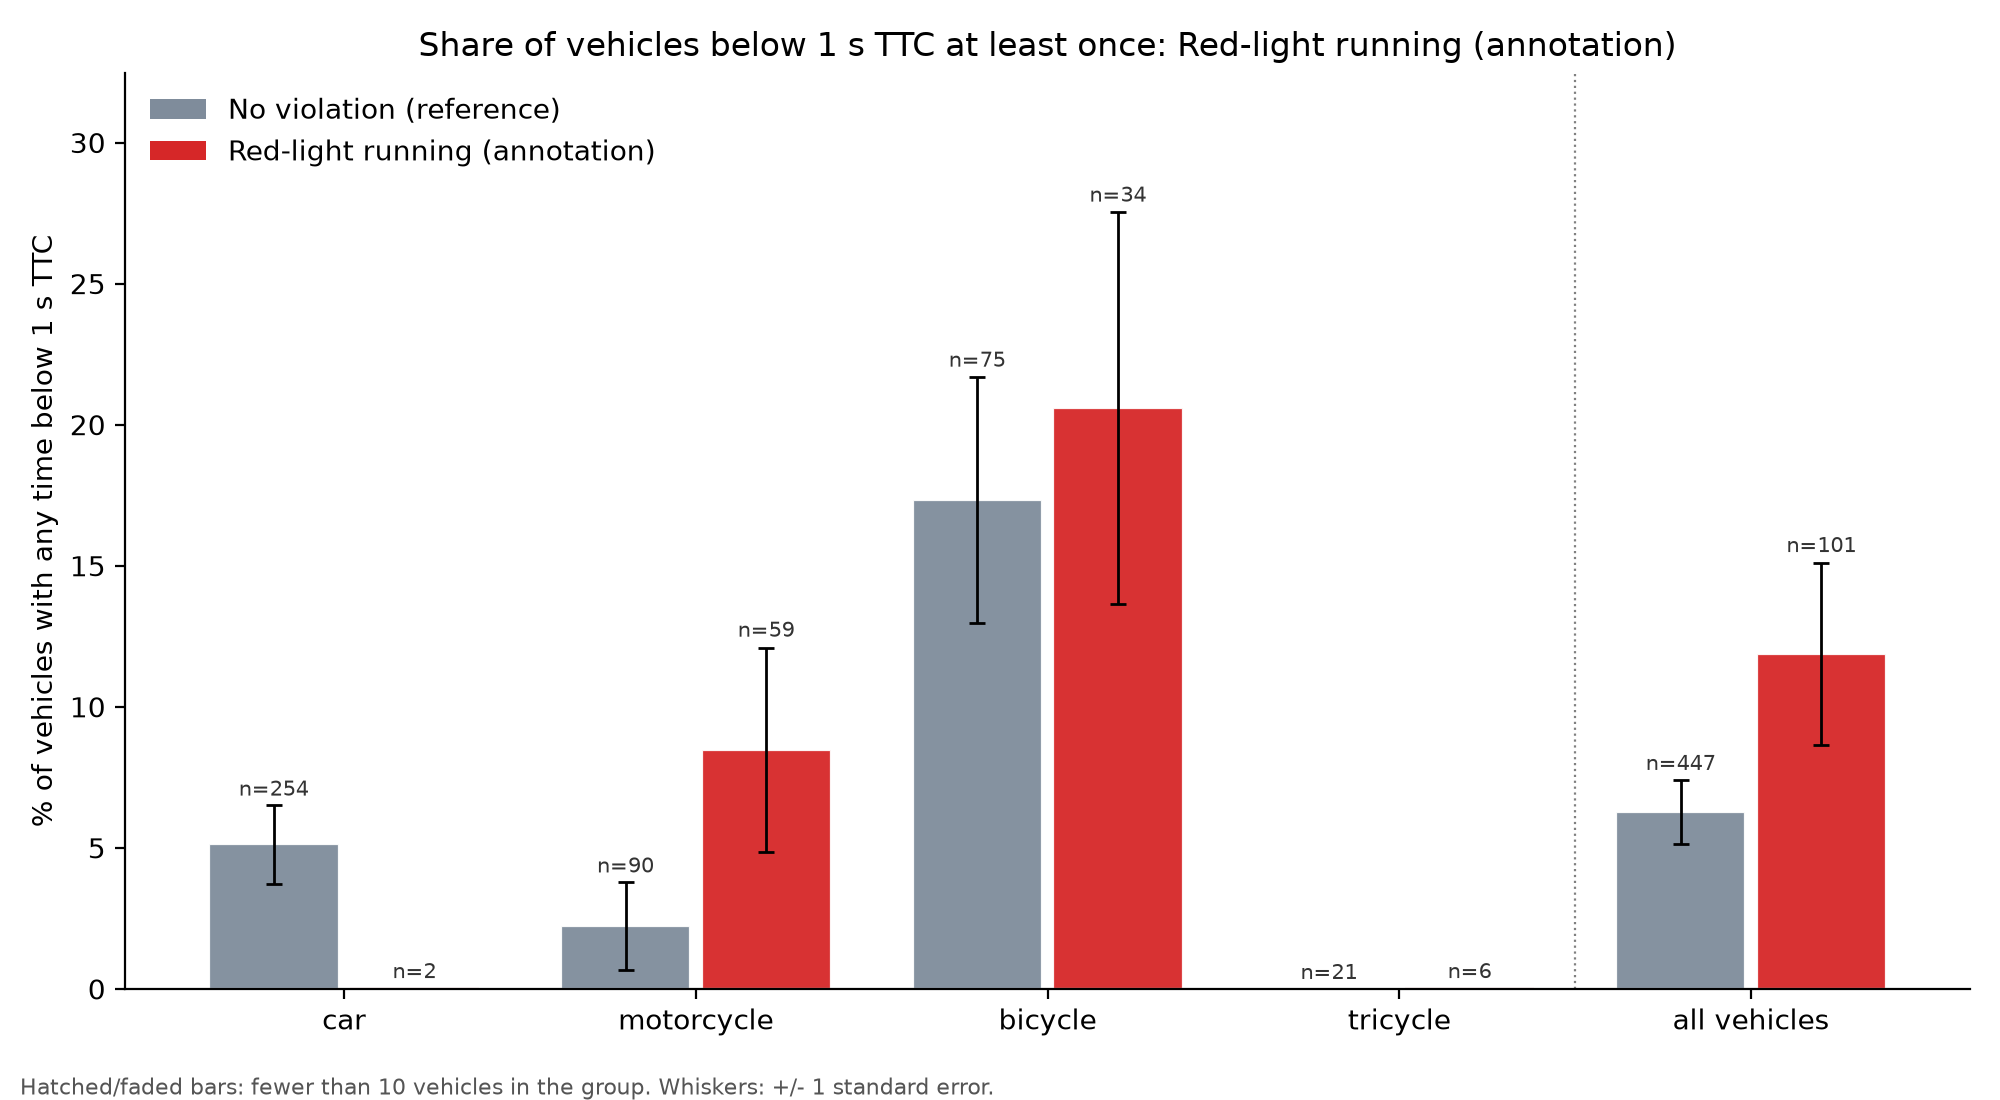 Share of vehicles below 1 s TTC at least once: Red-light running (annotation)
No violation (reference)
Red-light running (annotation)
% of vehicles with any time below 1 s TTC
30
25
20
15
10
5
0
n=254
n=2
n=90
n=59
n=75
n=34
n=21
n=6
n=447
n=101
car
motorcycle
bicycle
tricycle
all vehicles
Hatched/faded bars: fewer than 10 vehicles in the group. Whiskers: +/- 1 standard error.